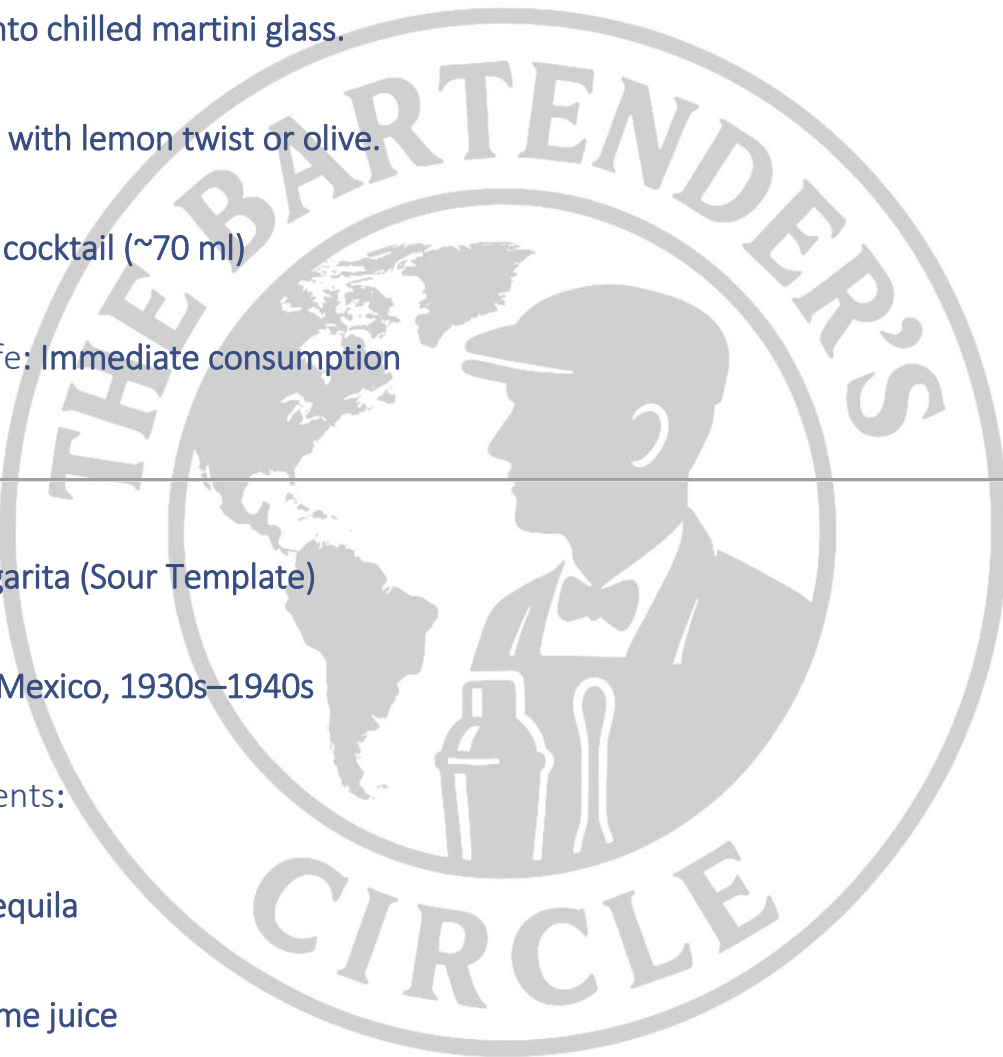 nto chilled martini glass.
with lemon twist or olive.
cocktail (~70 ml)
fe: Immediate consumption
garita (Sour Template)
Mexico, 1930s–1940s
ents:
equila
me juice
THE BARTENDER'S
CIRCLE